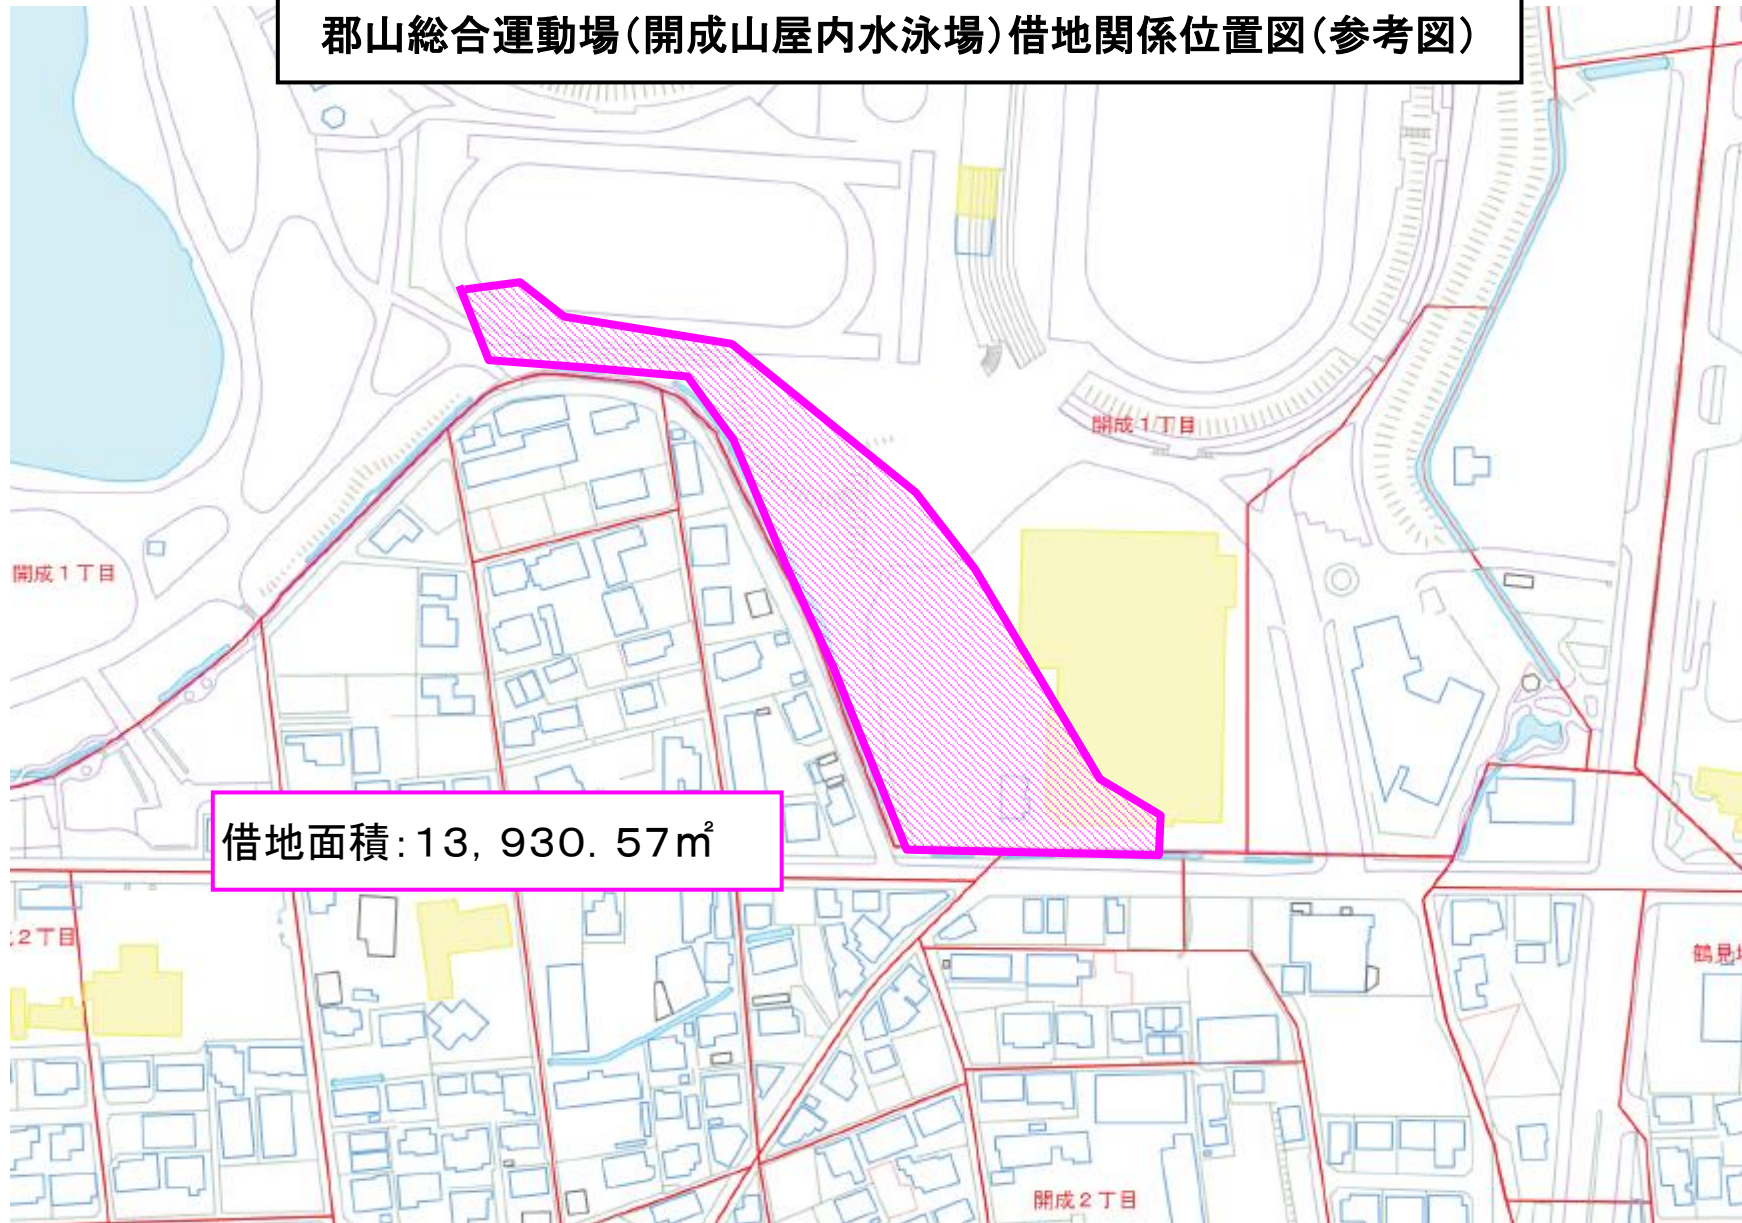 郡山総合運動場(開成山屋内水泳場)借地関係位置図(参考図)
開成1丁目
開成1丁目
借地面積:13,930.57㎡
2丁目
鶴見
開成2丁目